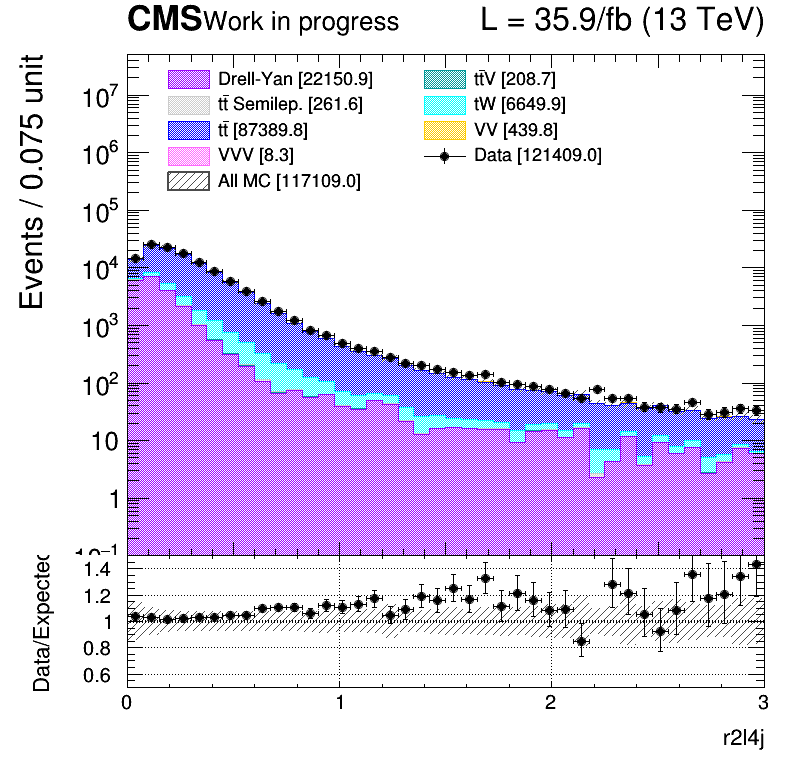 CMS Work in progress L = 35.9/fb (13 TeV)
Events / 0.075 unit
Drell-Yan [22150.9]
tt̄ Semilep. [261.6]
tt̄ [87389.8]
VVV [8.3]
All MC [117109.0]
tt̄V [208.7]
tW [6649.9]
VV [439.8]
Data [121409.0]
10⁷
10⁶
10⁵
10⁴
10³
10²
10
1
10⁻¹
Data/Expected
1.4
1.2
1
0.8
0.6
0 1 2 3
r2l4j